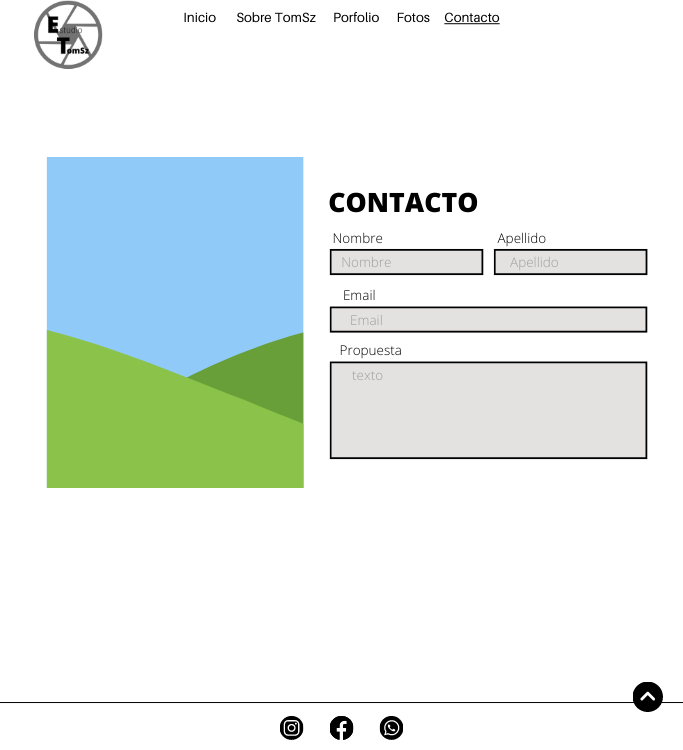 Estudio
TomSz
Inicio Sobre TomSz Porfolio Fotos Contacto
CONTACTO
Nombre Apellido
Nombre Apellido
Email
Email
Propuesta
texto